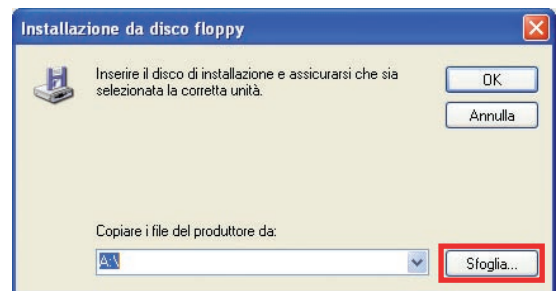 Installazione da disco floppy
Inserire il disco di installazione e assicurarsi che sia
selezionata la corretta unità.
OK
Annulla
Copiare i file del produttore da:
A:\
Sfoglia...